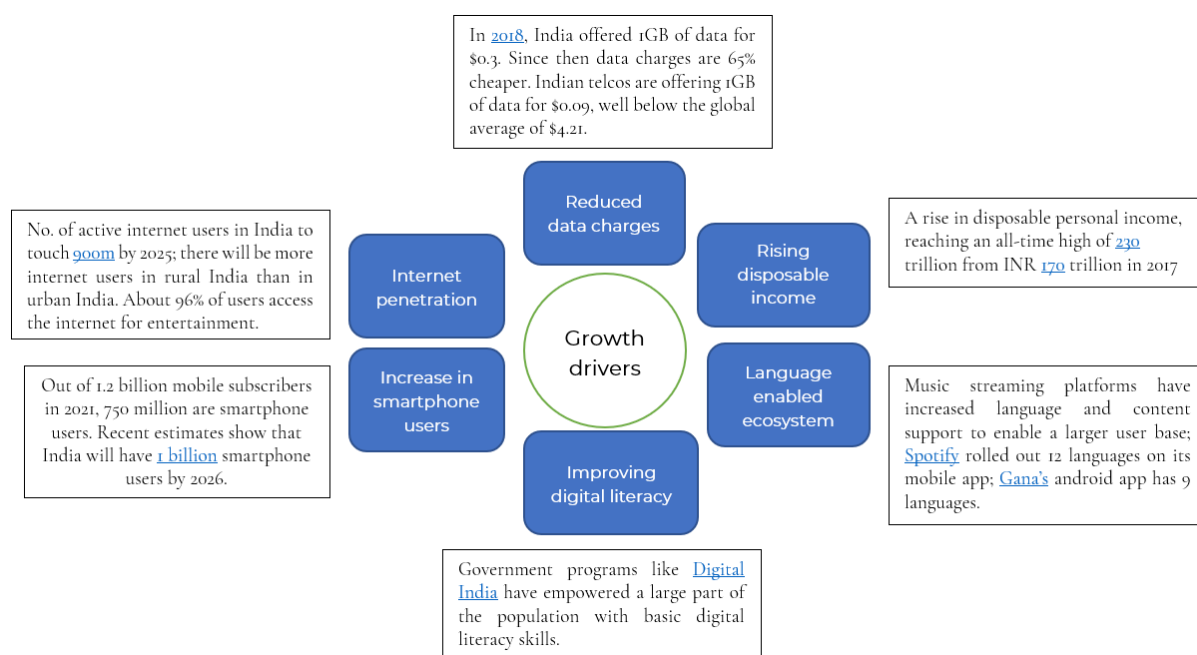 In 2018, India offered 1GB of data for
$0.3. Since then data charges are 65%
cheaper. Indian telcos are offering 1GB
of data for $0.09, well below the global
average of $4.21.
Reduced
data charges
No. of active internet users in India to
touch 900m by 2025; there will be more
internet users in rural India than in
urban India. About 96% of users access
the internet for entertainment.
Internet
penetration
Rising
disposable
income
A rise in disposable personal income,
reaching an all-time high of 230
trillion from INR 170 trillion in 2017
Growth
drivers
Out of 1.2 billion mobile subscribers
in 2021, 750 million are smartphone
users. Recent estimates show that
India will have 1 billion smartphone
users by 2026.
Increase in
smartphone
users
Language
enabled
ecosystem
Music streaming platforms have
increased language and content
support to enable a larger user base;
Spotify rolled out 12 languages on its
mobile app; Gana's android app has 9
languages.
Improving
digital literacy
Government programs like Digital
India have empowered a large part of
the population with basic digital
literacy skills.